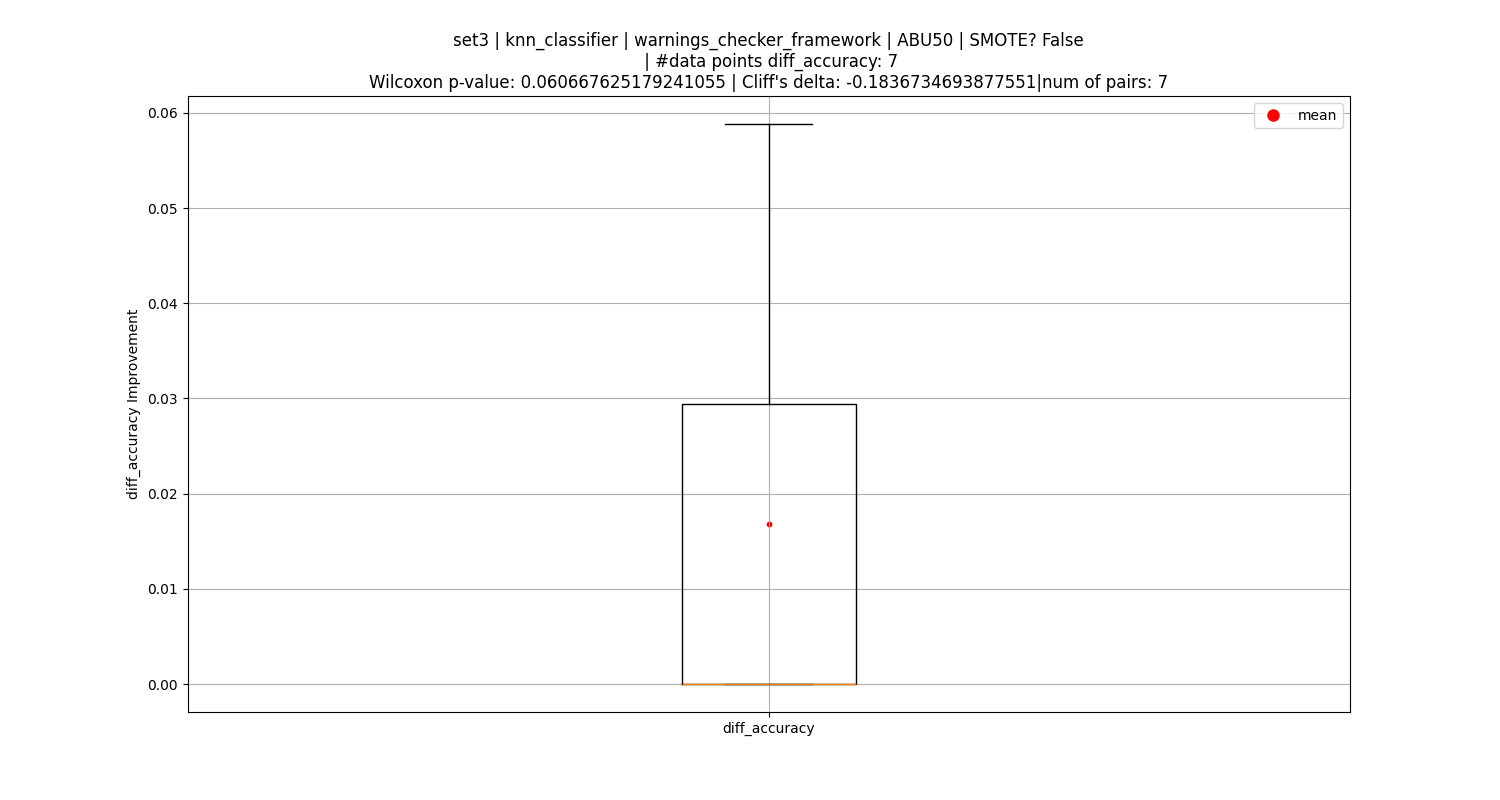 set3 | knn_classifier | warnings_checker_framework | ABU50 | SMOTE? False
| #data points diff_accuracy: 7
Wilcoxon p-value: 0.060667625179241055 | Cliff's delta: -0.1836734693877551|num of pairs: 7
mean
0.06
0.05
0.04
0.03
0.02
0.01
0.00
diff_accuracy Improvement
diff_accuracy